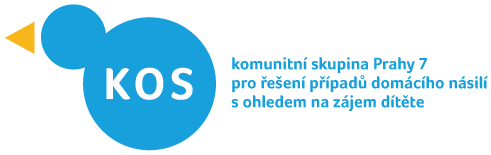 KOS
komunitní skupina Prahy 7
pro řešení případů domácího násilí
s ohledem na zájem dítěte